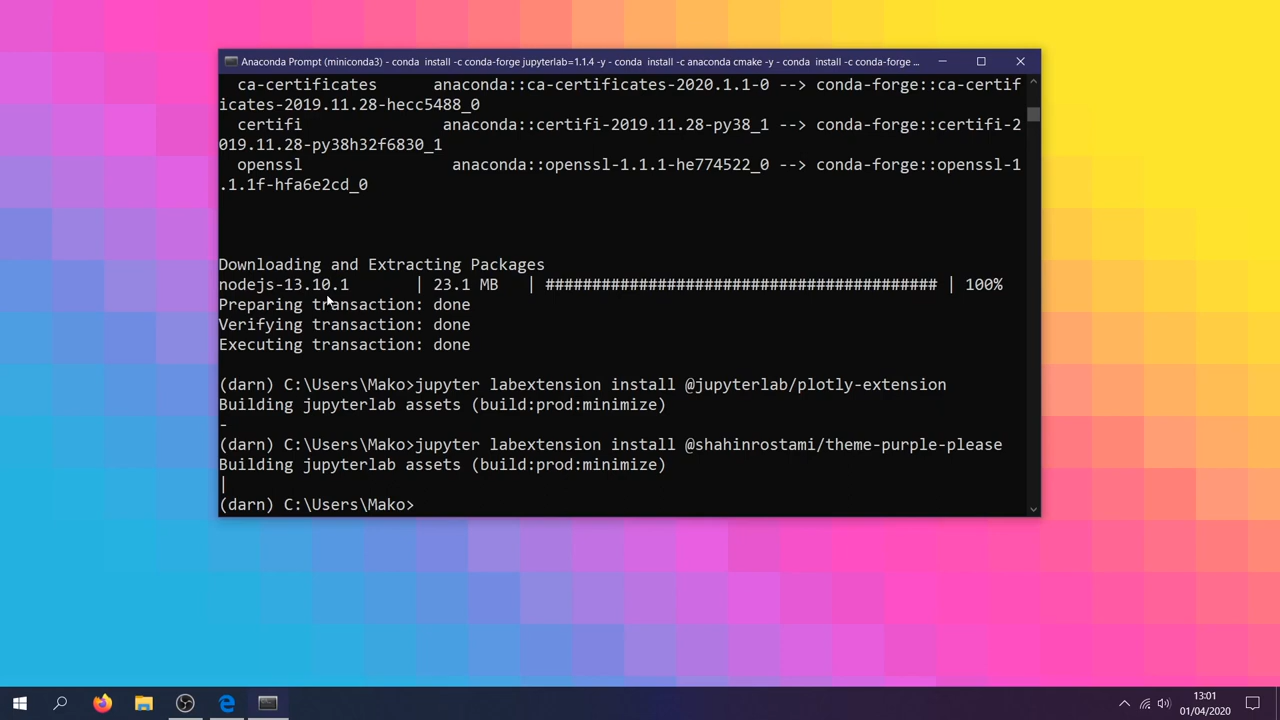 Anaconda Prompt (miniconda3) - conda  install -c conda-forge jupyterlab=1.1.4 -y - conda  install -c anaconda cmake -y - conda  install -c conda-forge ...
  ca-certificates      anaconda::ca-certificates-2020.1.1-0 --> conda-forge::ca-certif
icates-2019.11.28-hecc5488_0
  certifi               anaconda::certifi-2019.11.28-py38_1 --> conda-forge::certifi-2
019.11.28-py38h32f6830_1
  openssl                anaconda::openssl-1.1.1-he774522_0 --> conda-forge::openssl-1
.1.1f-hfa6e2cd_0
Downloading and Extracting Packages
nodejs-13.10.1       | 23.1 MB   | ########################################## | 100%
Preparing transaction: done
Verifying transaction: done
Executing transaction: done
(darn) C:\Users\Mako>jupyter labextension install @jupyterlab/plotly-extension
Building jupyterlab assets (build:prod:minimize)
-
(darn) C:\Users\Mako>jupyter labextension install @shahinrostami/theme-purple-please
Building jupyterlab assets (build:prod:minimize)
|
(darn) C:\Users\Mako>
13:01
01/04/2020